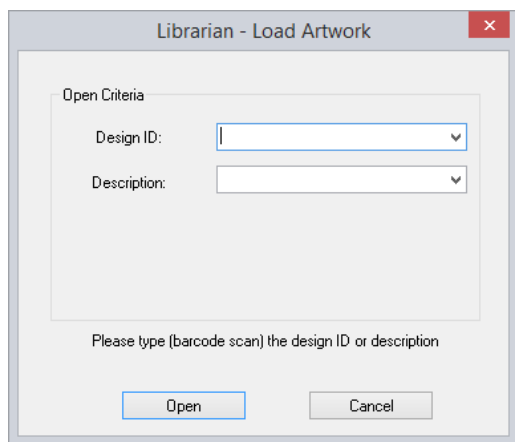 Librarian - Load Artwork
Open Criteria
Design ID:
Description:
Please type (barcode scan) the design ID or description
Open Cancel